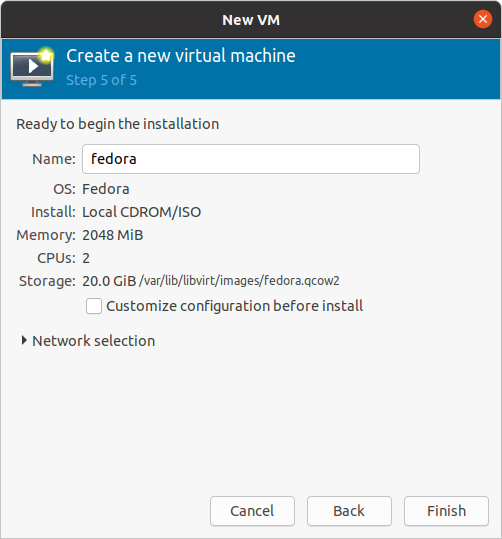 New VM
Create a new virtual machine
Step 5 of 5
Ready to begin the installation
Name: fedora
OS: Fedora
Install: Local CDROM/ISO
Memory: 2048 MiB
CPUs: 2
Storage: 20.0 GiB /var/lib/libvirt/images/fedora.qcow2
Customize configuration before install
Network selection
Cancel Back Finish